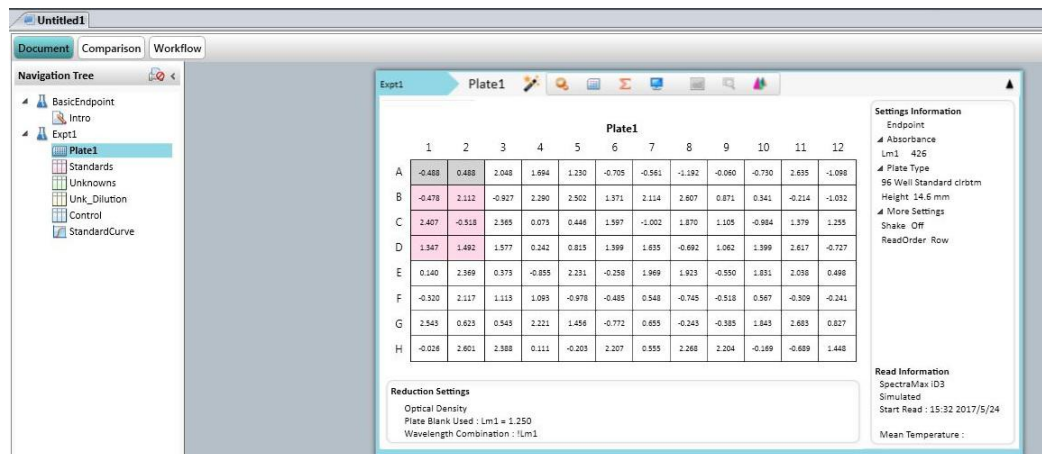 Untitled1
Document Comparison Workflow
Navigation Tree
BasicEndpoint
Intro
Expt1
Plate1
Standards
Unknowns
Unk_Dilution
Control
StandardCurve
Expt1 Plate1
Plate1
1 2 3 4 5 6 7 8 9 10 11 12
A -0.488 0.488 2.048 1.694 1.230 -0.705 -0.561 -1.192 -0.060 -0.730 2.635 -1.098
B -0.478 2.112 -0.927 2.290 2.502 1.371 2.114 2.607 0.871 0.341 -0.214 -1.032
C 2.407 -0.518 2.365 0.073 0.446 1.597 -1.002 1.870 1.105 -0.984 1.379 1.255
D 1.347 1.492 1.577 0.242 0.815 1.399 1.635 -0.692 1.062 1.399 2.617 -0.727
E 0.140 2.369 0.373 -0.855 2.231 -0.258 1.969 1.923 -0.550 1.831 2.038 0.498
F -0.320 2.117 1.113 1.093 -0.978 -0.485 0.548 -0.745 -0.518 0.567 -0.309 -0.241
G 2.543 0.623 0.543 2.221 1.456 -0.772 0.655 -0.243 -0.385 1.843 2.683 0.827
H -0.026 2.601 2.388 0.111 -0.203 2.207 0.555 2.268 2.204 -0.169 -0.689 1.448
Settings Information
Endpoint
Absorbance
Lm1 426
Plate Type
96 Well Standard clrbtm
Height 14.6 mm
More Settings
Shake Off
ReadOrder Row
Read Information
SpectraMax iD3
Simulated
Start Read : 15:32 2017/5/24
Mean Temperature :
Reduction Settings
Optical Density
Plate Blank Used : Lm1 = 1.250
Wavelength Combination : !Lm1